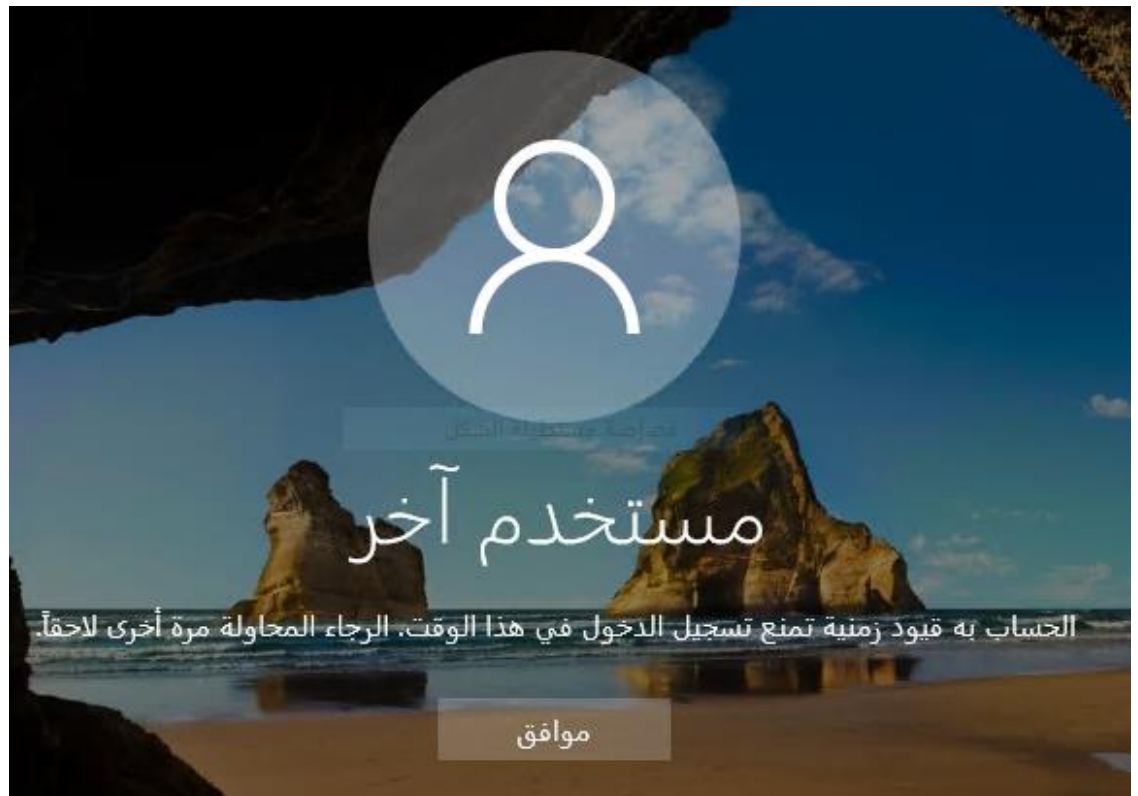 مستخدم آخر
الحساب به قيود زمنية تمنع تسجيل الدخول في هذا الوقت. الرجاء المحاولة مرة أخرى لاحقاً.
موافق